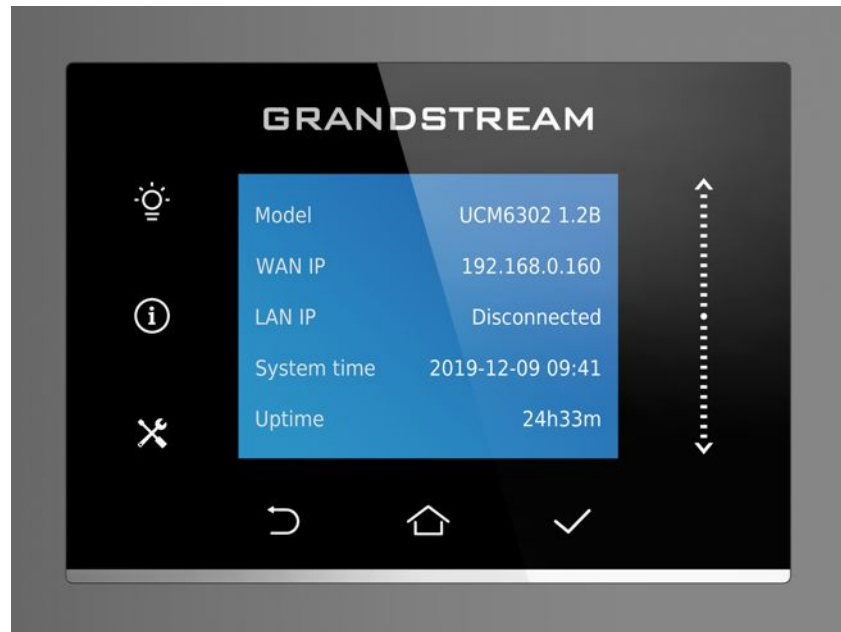 GRANDSTREAM
Model UCM6302 1.2B
WAN IP 192.168.0.160
LAN IP Disconnected
System time 2019-12-09 09:41
Uptime 24h33m